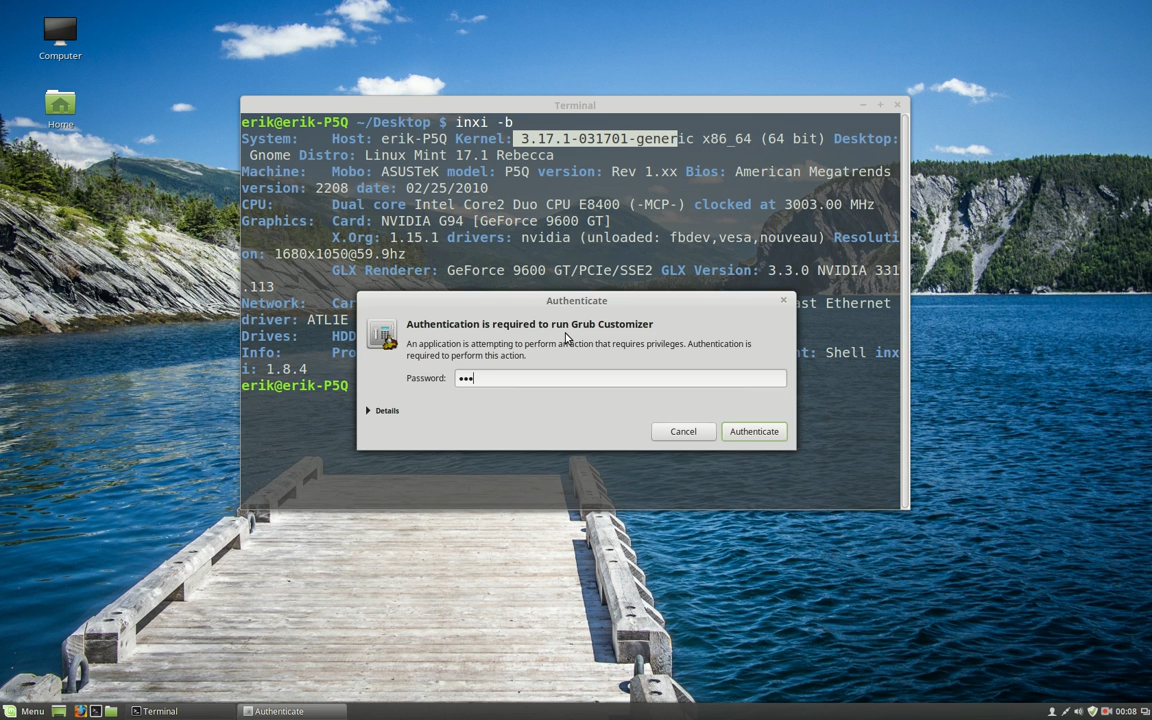 Computer
Home
Terminal
erik@erik-P5Q ~/Desktop $ inxi -b
System: Host: erik-P5Q Kernel: 3.17.1-031701-generic x86_64 (64 bit) Desktop:
Gnome Distro: Linux Mint 17.1 Rebecca
Machine: Mobo: ASUSTeK model: P5Q version: Rev 1.xx Bios: American Megatrends
version: 2208 date: 02/25/2010
CPU: Dual core Intel Core2 Duo CPU E8400 (-MCP-) clocked at 3003.00 MHz
Graphics: Card: NVIDIA G94 [GeForce 9600 GT]
X.Org: 1.15.1 drivers: nvidia (unloaded: fbdev,vesa,nouveau) Resoluti
on: 1680x1050@59.9hz
GLX Renderer: GeForce 9600 GT/PCIe/SSE2 GLX Version: 3.3.0 NVIDIA 331
.113
Network: Car ast Ethernet
driver: ATL1E
Drives: HDD
Info: Pro t: Shell inx
i: 1.8.4
erik@erik-P5Q
Authenticate
Authentication is required to run Grub Customizer
An application is attempting to perform an action that requires privileges. Authentication is
required to perform this action.
Password: •••
Details
Cancel Authenticate
Menu Terminal Authenticate 00:08